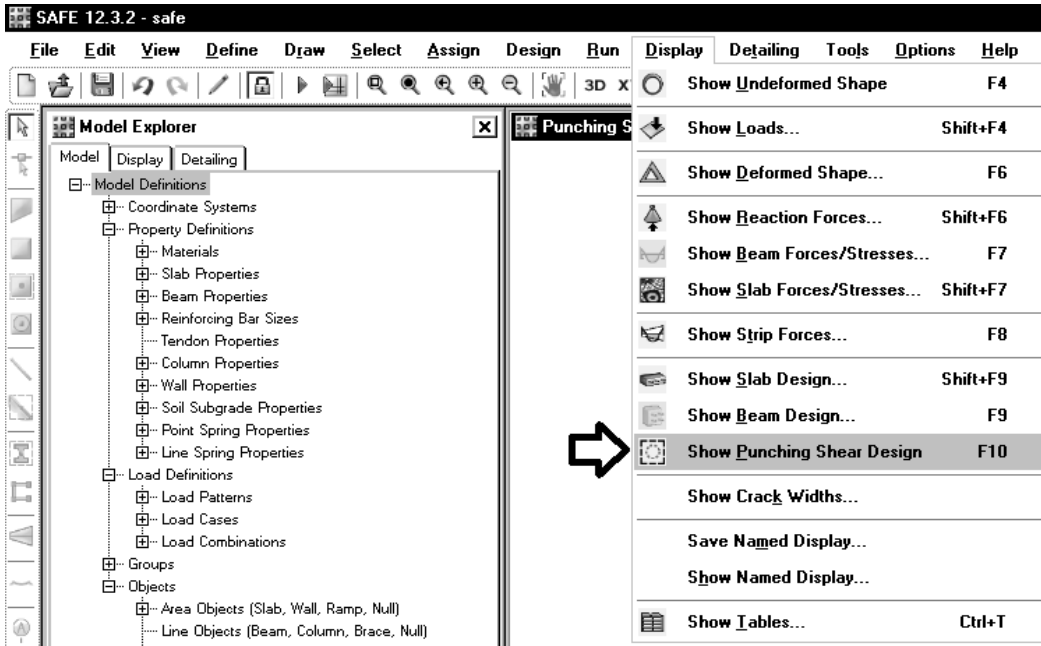 SAFE 12.3.2 - safe
File Edit View Define Draw Select Assign Design Run Display Detailing Tools Options Help
3D X
Model Explorer
Model Display Detailing
Model Definitions
Coordinate Systems
Property Definitions
Materials
Slab Properties
Beam Properties
Reinforcing Bar Sizes
Tendon Properties
Column Properties
Wall Properties
Soil Subgrade Properties
Point Spring Properties
Line Spring Properties
Load Definitions
Load Patterns
Load Cases
Load Combinations
Groups
Objects
Area Objects (Slab, Wall, Ramp, Null)
Line Objects (Beam, Column, Brace, Null)
Punching S
Show Undeformed Shape F4
Show Loads... Shift+F4
Show Deformed Shape... F6
Show Reaction Forces... Shift+F6
Show Beam Forces/Stresses... F7
Show Slab Forces/Stresses... Shift+F7
Show Strip Forces... F8
Show Slab Design... Shift+F9
Show Beam Design... F9
Show Punching Shear Design F10
Show Crack Widths...
Save Named Display...
Show Named Display...
Show Tables... Ctrl+T